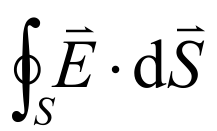 ∮_S E⃗ · dS⃗